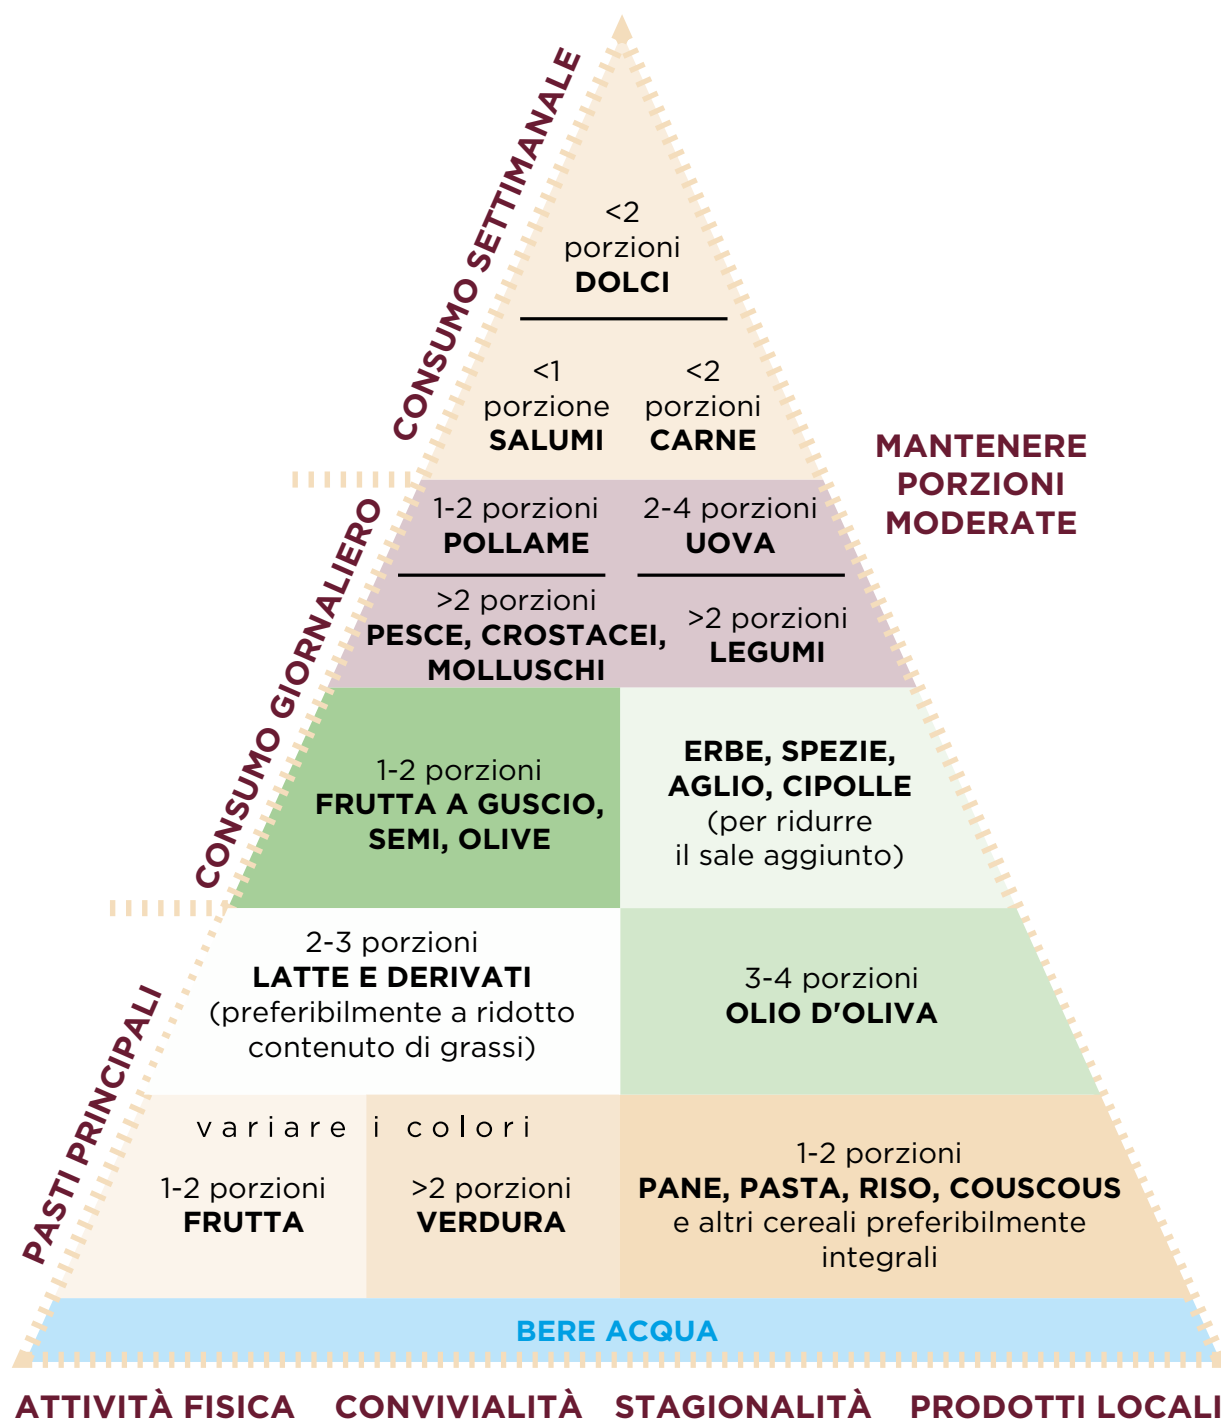 CONSUMO SETTIMANALE
<2
porzioni
DOLCI
<1
porzione
SALUMI
<2
porzioni
CARNE
MANTENERE
PORZIONI
MODERATE
CONSUMO GIORNALIERO
1-2 porzioni
POLLAME
2-4 porzioni
UOVA
>2 porzioni
PESCE, CROSTACEI,
MOLLUSCHI
>2 porzioni
LEGUMI
1-2 porzioni
FRUTTA A GUSCIO,
SEMI, OLIVE
ERBE, SPEZIE,
AGLIO, CIPOLLE
(per ridurre
il sale aggiunto)
PASTI PRINCIPALI
2-3 porzioni
LATTE E DERIVATI
(preferibilmente a ridotto
contenuto di grassi)
3-4 porzioni
OLIO D'OLIVA
variare i colori
1-2 porzioni
FRUTTA
>2 porzioni
VERDURA
1-2 porzioni
PANE, PASTA, RISO, COUSCOUS
e altri cereali preferibilmente
integrali
BERE ACQUA
ATTIVITÀ FISICA CONVIVIALITÀ STAGIONALITÀ PRODOTTI LOCALI